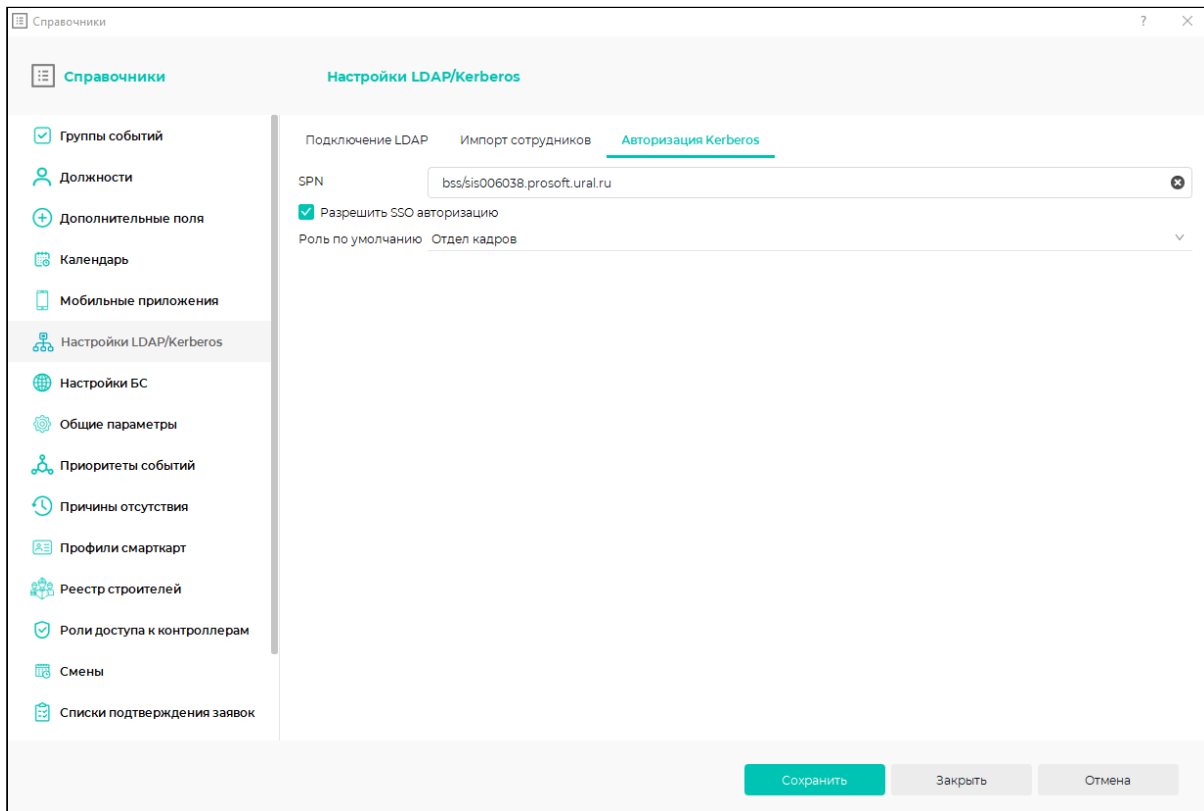 Справочники
?
Справочники
Настройки LDAP/Kerberos
Группы событий
Должности
Дополнительные поля
Календарь
Мобильные приложения
Настройки LDAP/Kerberos
Настройки БС
Общие параметры
Приоритеты событий
Причины отсутствия
Профили смарткарт
Реестр строителей
Роли доступа к контроллерам
Смены
Списки подтверждения заявок
Подключение LDAP Импорт сотрудников Авторизация Kerberos
SPN bss/sis006038.prosoft.ural.ru
Разрешить SSO авторизацию
Роль по умолчанию Отдел кадров
Сохранить Закрыть Отмена